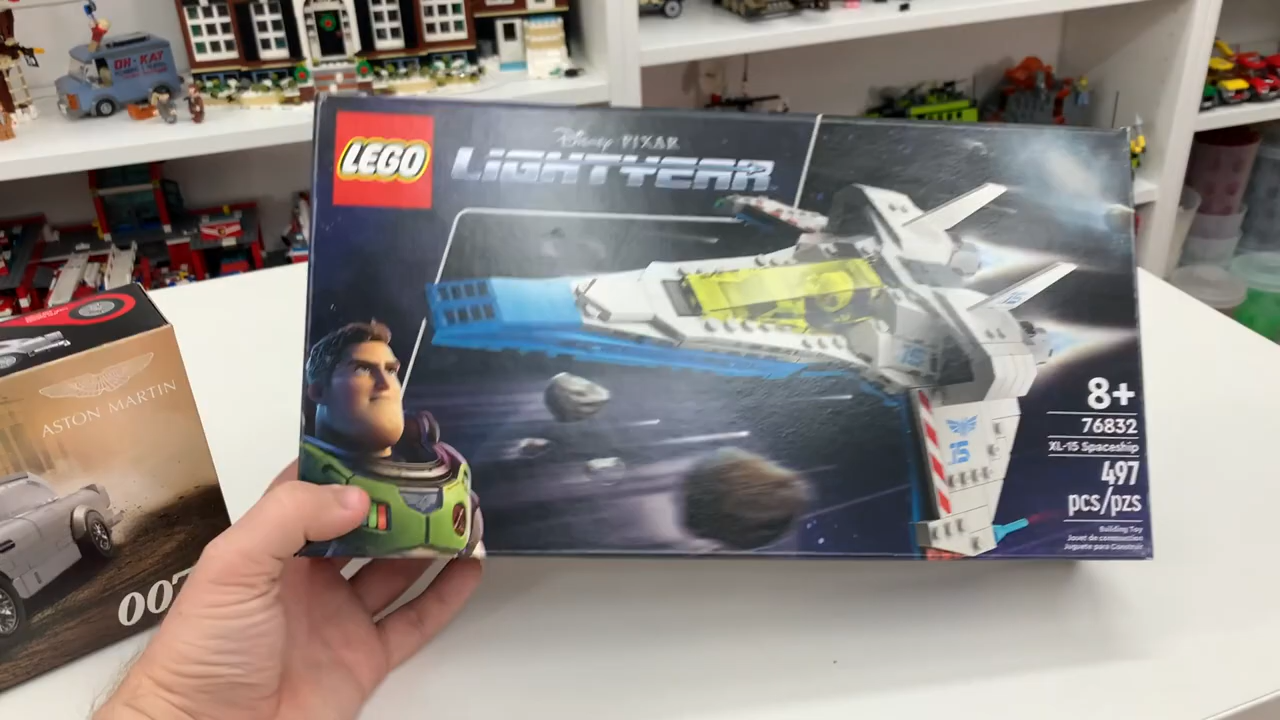 OH-KAY
LEGO
Disney PIXAR
LIGHTYEAR
8+
76832
XL-15 Spaceship
497
pcs/pzs
Building Toy
Jouet de construction
Juguete para Construir
15
ASTON MARTIN
007